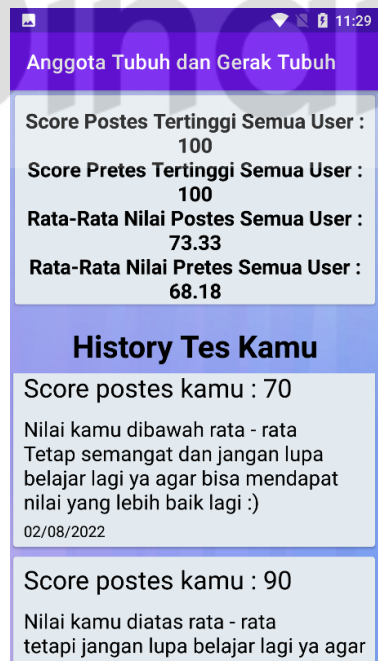 11:29
Anggota Tubuh dan Gerak Tubuh
Score Postes Tertinggi Semua User :
100
Score Pretes Tertinggi Semua User :
100
Rata-Rata Nilai Postes Semua User :
73.33
Rata-Rata Nilai Pretes Semua User :
68.18
History Tes Kamu
Score postes kamu : 70
Nilai kamu dibawah rata - rata
Tetap semangat dan jangan lupa
belajar lagi ya agar bisa mendapat
nilai yang lebih baik lagi :)
02/08/2022
Score postes kamu : 90
Nilai kamu diatas rata - rata
tetapi jangan lupa belajar lagi ya agar